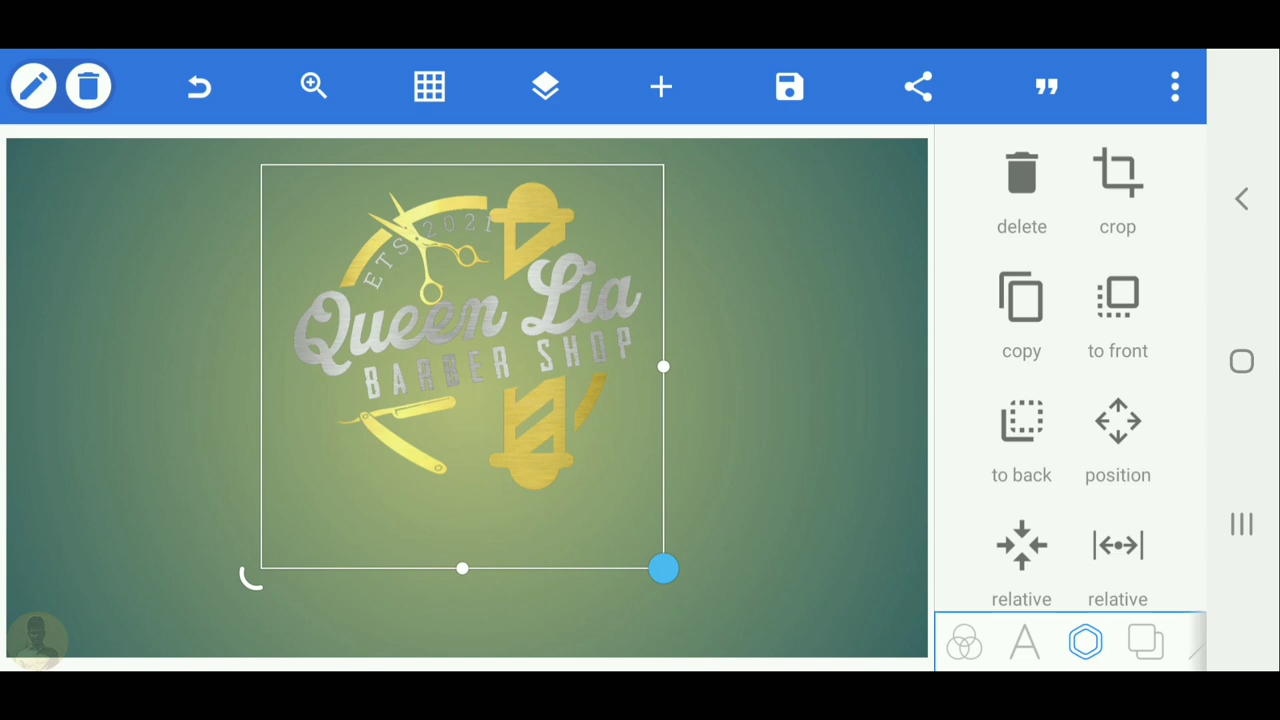 ETS 2021
Queen Lia
BARBER SHOP
delete crop
copy to front
to back position
relative relative